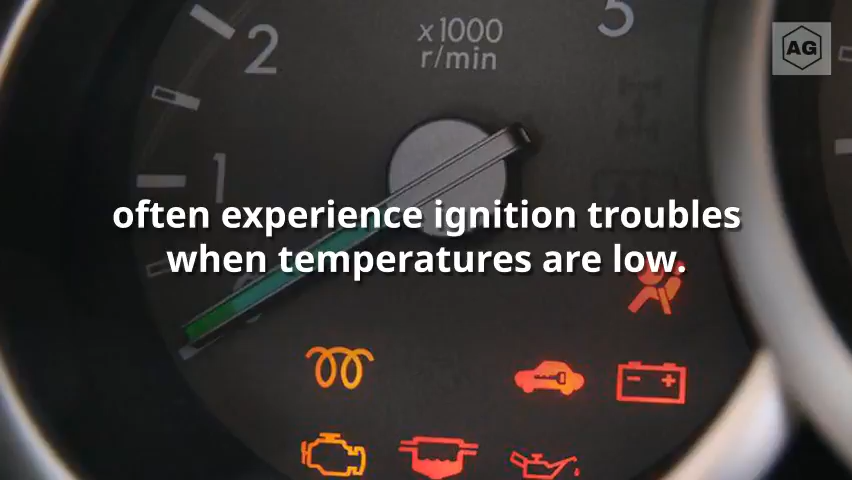 x1000
r/min
5
2
1
AG
often experience ignition troubles
when temperatures are low.